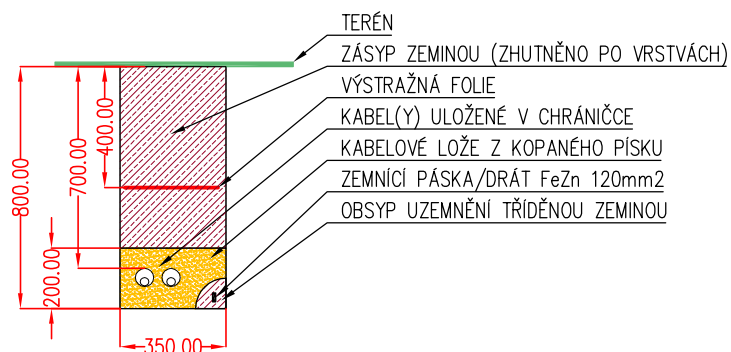 TERÉN
ZÁSYP ZEMINOU (ZHUTNĚNO PO VRSTVÁCH)
VÝSTRAŽNÁ FOLIE
KABEL(Y) ULOŽENÉ V CHRÁNIČCE
KABELOVÉ LOŽE Z KOPANÉHO PÍSKU
ZEMNÍCÍ PÁSKA/DRÁT FeZn 120mm2
OBSYP UZEMNĚNÍ TŘÍDĚNOU ZEMINOU
800.00
700.00
400.00
200.00
350.00